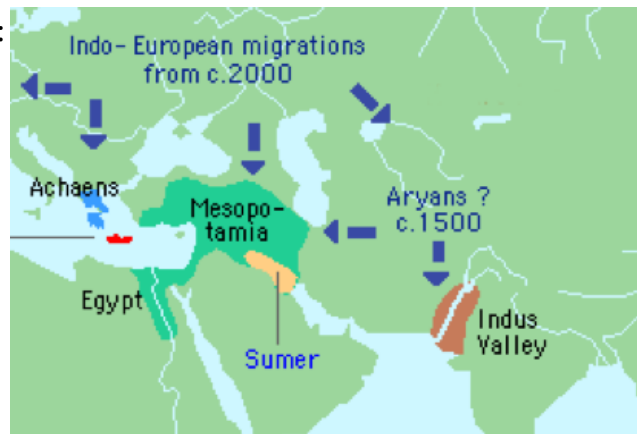 :
Indo-European migrations
from c.2000
Achaens
Mesopo-
tamia
Aryans ?
c.1500
Egypt
Sumer
Indus
Valley